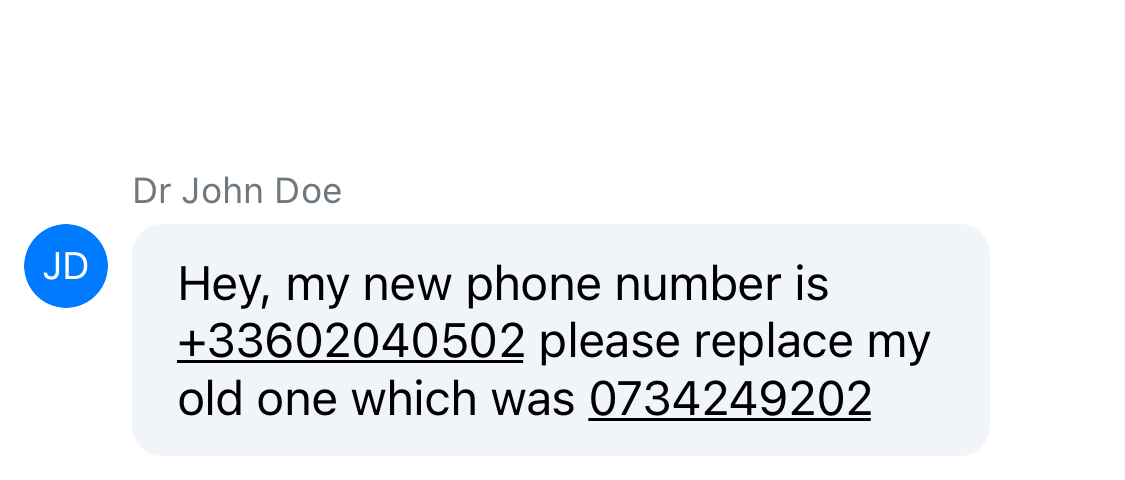 Dr John Doe
JD
Hey, my new phone number is
+33602040502 please replace my
old one which was 0734249202